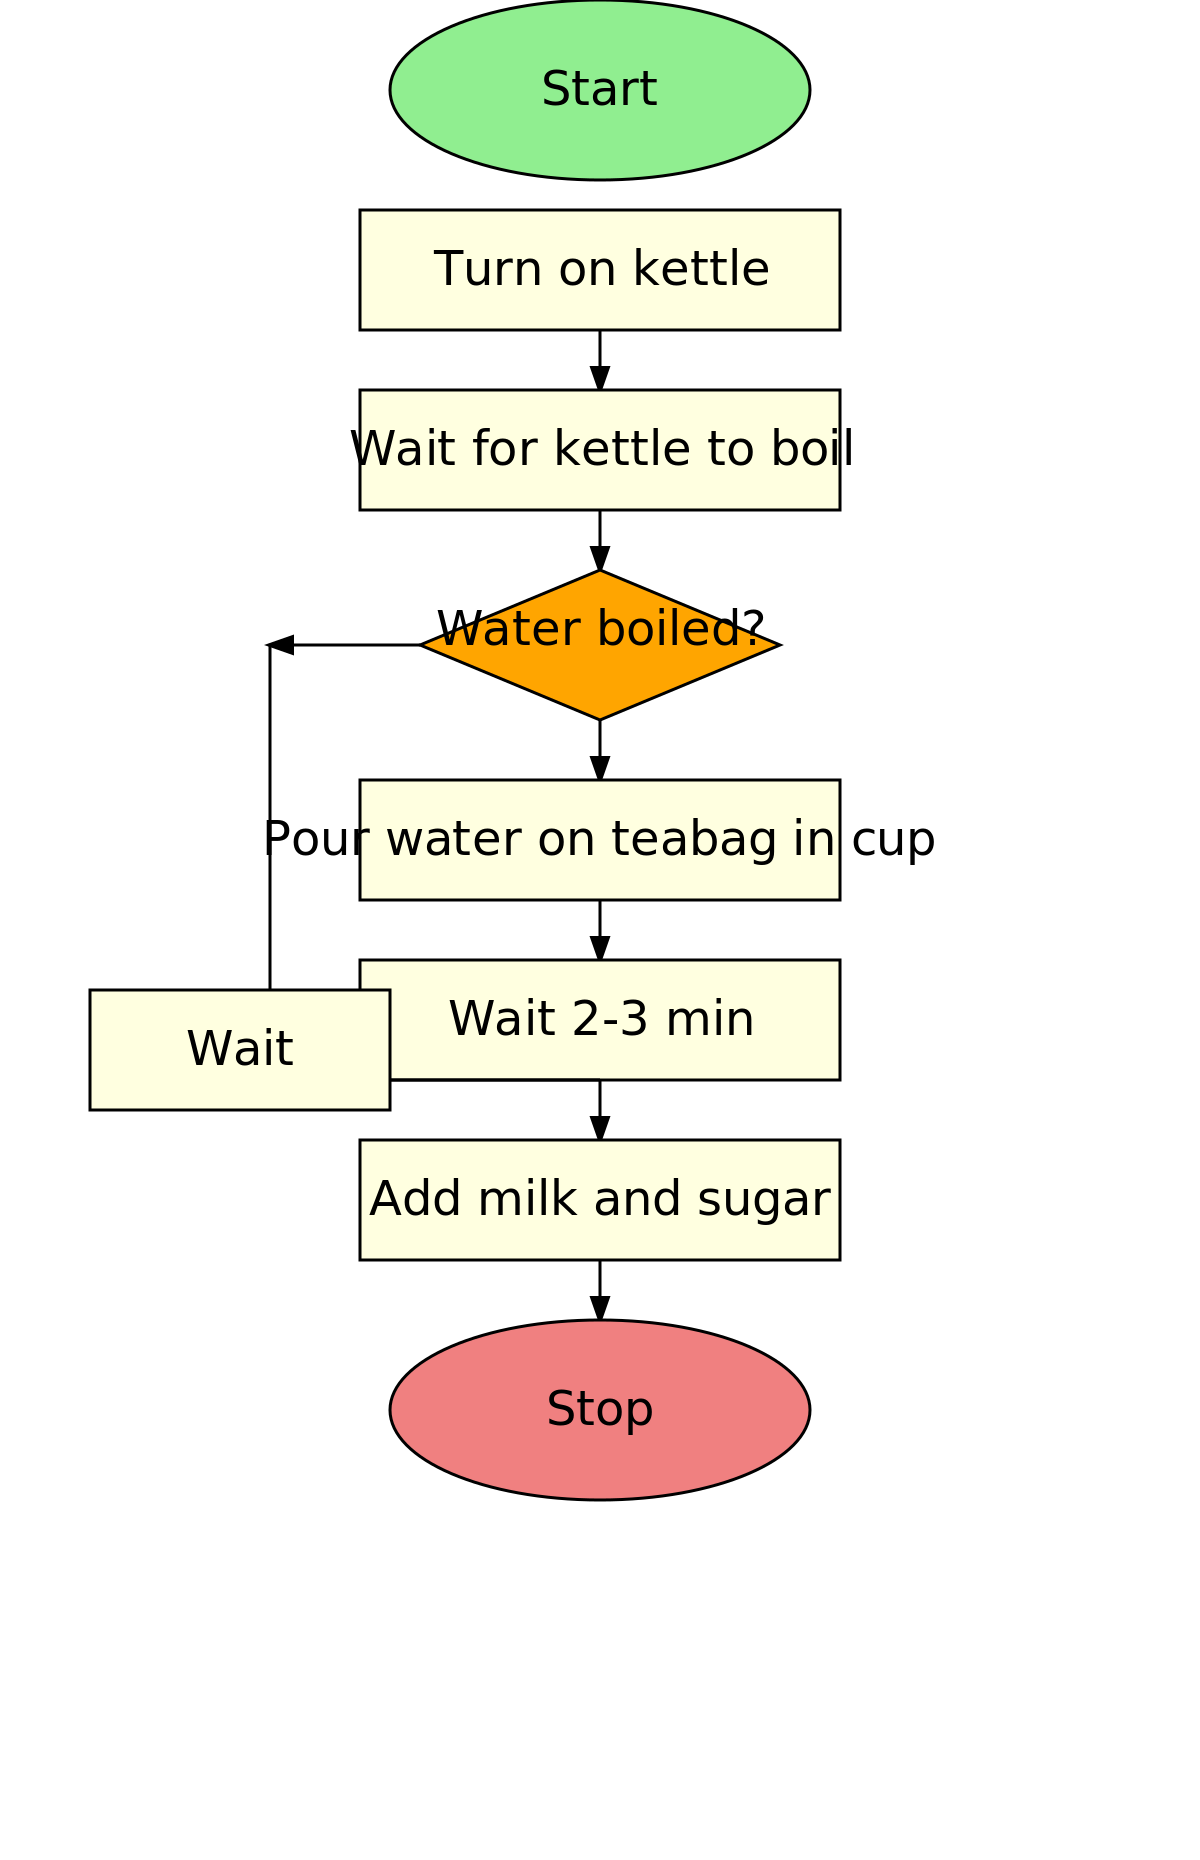 Start
Turn on kettle
Wait for kettle to boil
Water boiled?
Pour water on teabag in cup
Wait 2-3 min
Wait
Add milk and sugar
Stop